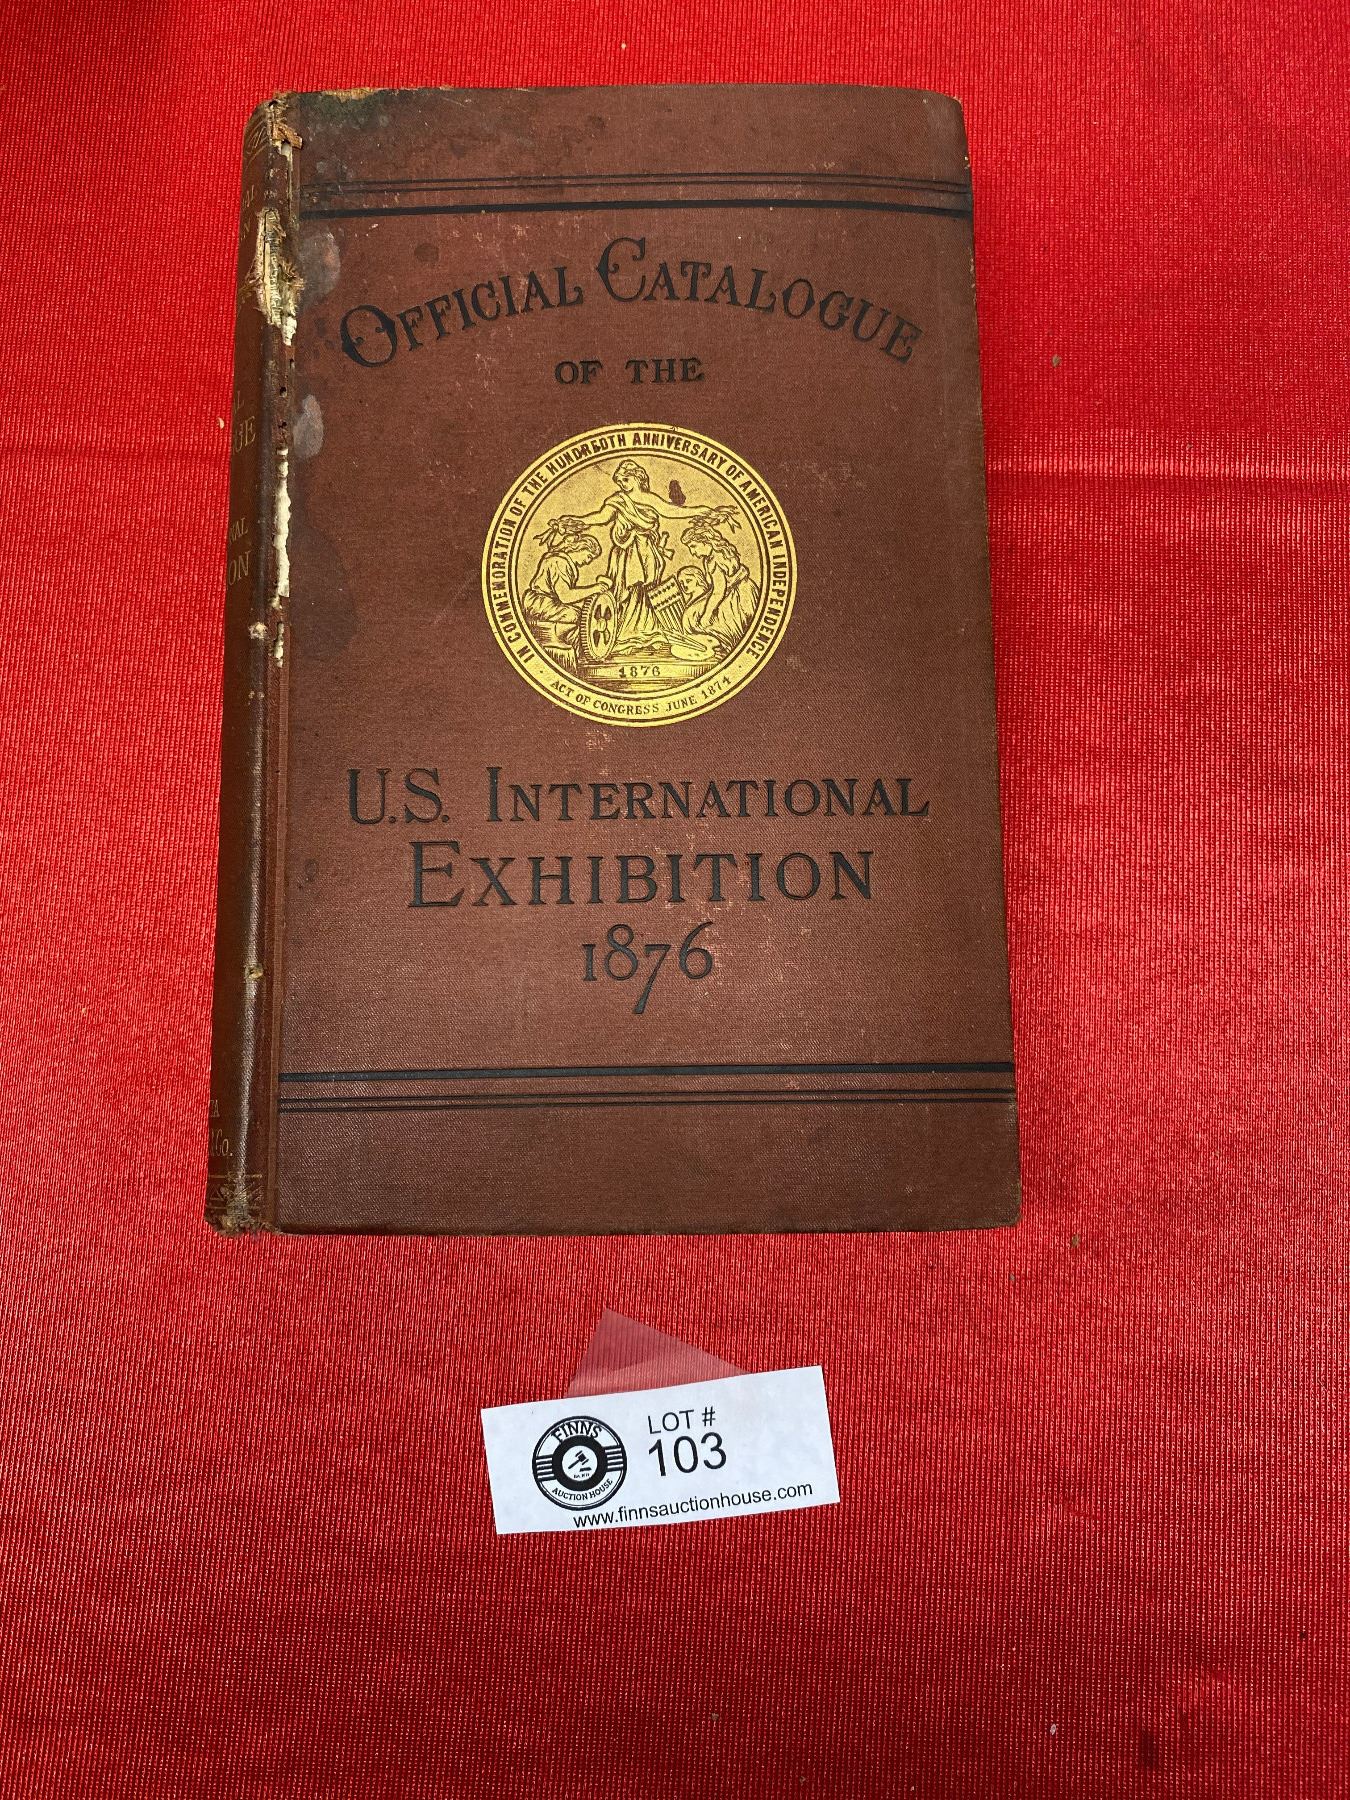 OFFICIAL CATALOGUE
OF THE
IN COMMEMORATION OF THE HUNDREDTH ANNIVERSARY OF AMERICAN INDEPENDENCE
1876
ACT OF CONGRESS JUNE 1874
U.S. INTERNATIONAL
EXHIBITION
1876
& Co.
FINNS
AUCTION HOUSE
LOT #
103
www.finnsauctionhouse.com